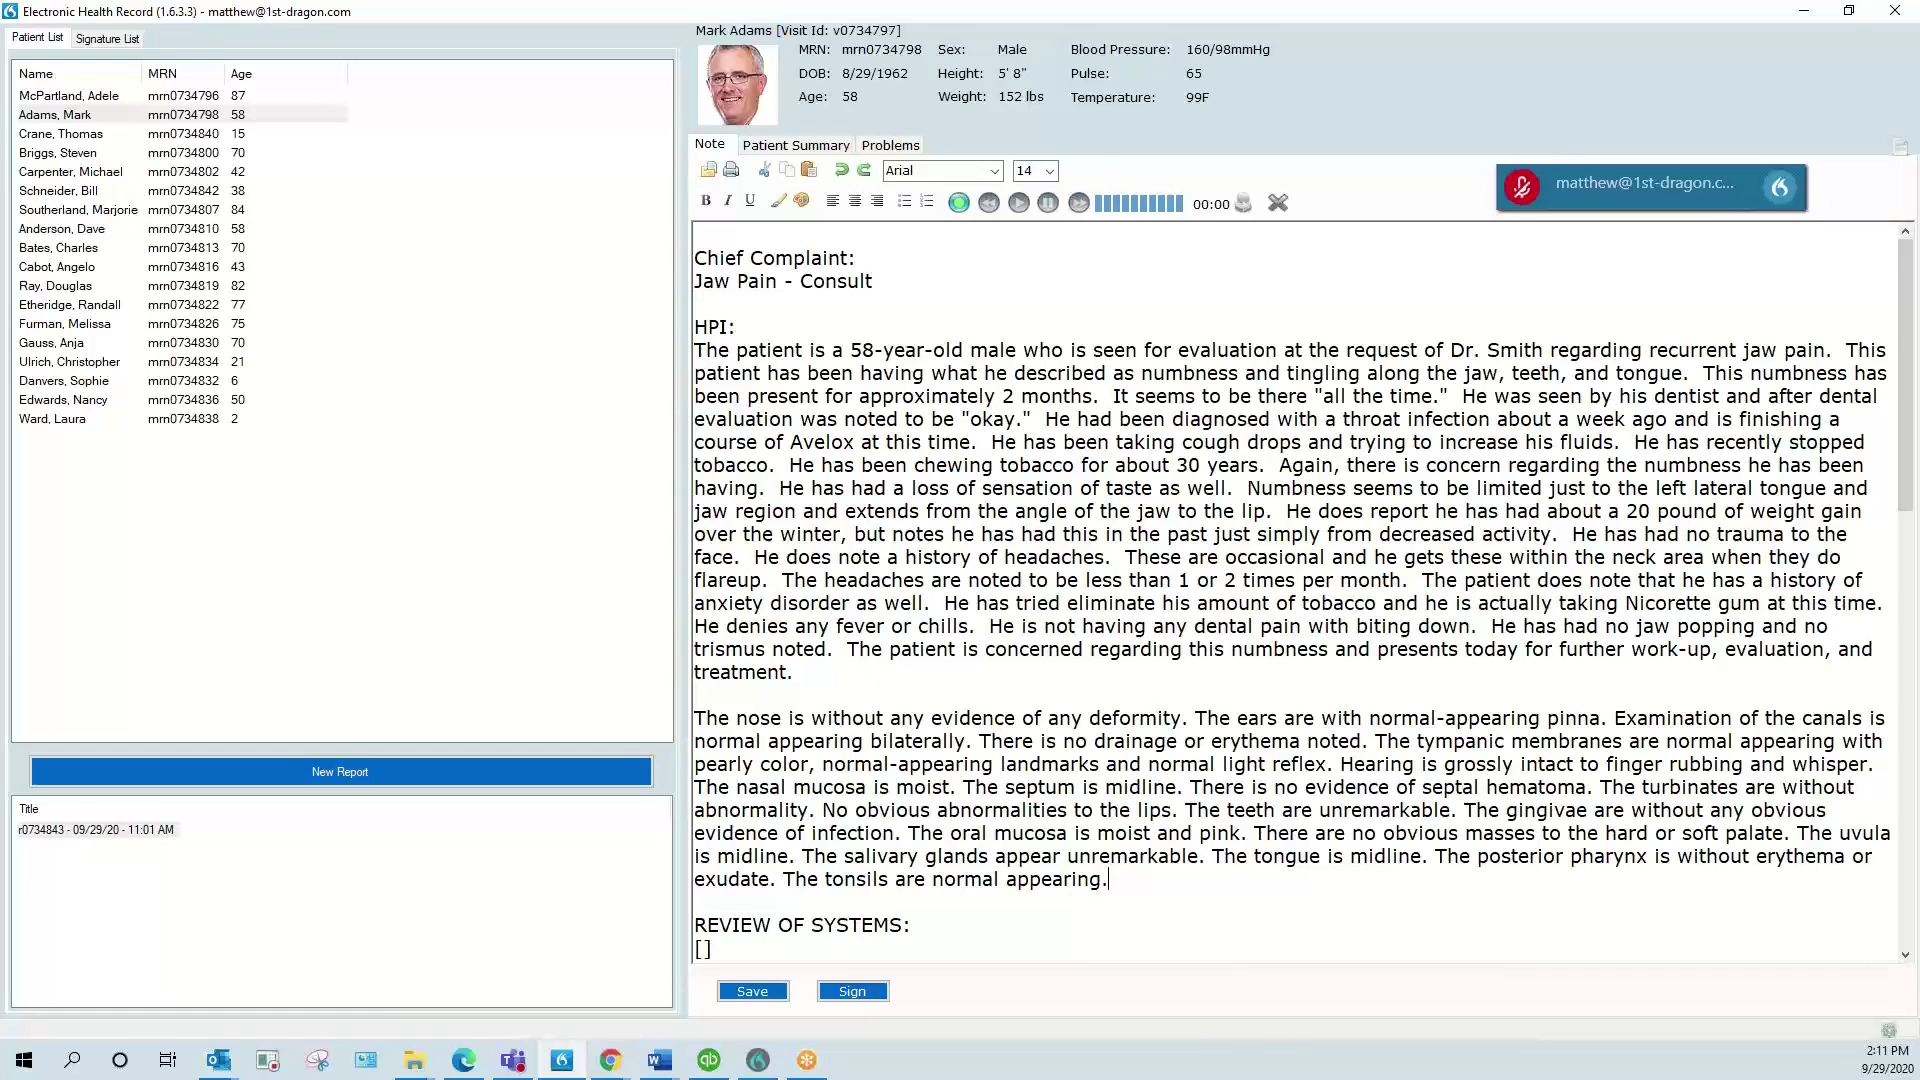 Electronic Health Record (1.6.3.3) - matthew@1st-dragon.com
Patient List Signature List
Name MRN Age
McPartland, Adele mrn0734796 87
Adams, Mark mrn0734798 58
Crane, Thomas mrn0734840 15
Briggs, Steven mrn0734800 70
Carpenter, Michael mrn0734802 42
Schneider, Bill mrn0734842 38
Southerland, Marjorie mrn0734807 84
Anderson, Dave mrn0734810 58
Bates, Charles mrn0734813 70
Cabot, Angelo mrn0734816 43
Ray, Douglas mrn0734819 82
Etheridge, Randall mrn0734822 77
Furman, Melissa mrn0734826 75
Gauss, Anja mrn0734830 70
Ulrich, Christopher mrn0734834 21
Danvers, Sophie mrn0734832 6
Edwards, Nancy mrn0734836 50
Ward, Laura mrn0734838 2
New Report
Title
r0734843 - 09/29/20 - 11:01 AM
Mark Adams [Visit Id: v0734797]
MRN: mrn0734798 Sex: Male Blood Pressure: 160/98mmHg
DOB: 8/29/1962 Height: 5' 8" Pulse: 65
Age: 58 Weight: 152 lbs Temperature: 99F
Note Patient Summary Problems
Arial 14
matthew@1st-dragon.c...
B I U 00:00
Chief Complaint:
Jaw Pain - Consult
HPI:
The patient is a 58-year-old male who is seen for evaluation at the request of Dr. Smith regarding recurrent jaw pain.  This
patient has been having what he described as numbness and tingling along the jaw, teeth, and tongue.  This numbness has
been present for approximately 2 months.  It seems to be there "all the time."  He was seen by his dentist and after dental
evaluation was noted to be "okay."  He had been diagnosed with a throat infection about a week ago and is finishing a
course of Avelox at this time.  He has been taking cough drops and trying to increase his fluids.  He has recently stopped
tobacco.  He has been chewing tobacco for about 30 years.  Again, there is concern regarding the numbness he has been
having.  He has had a loss of sensation of taste as well.  Numbness seems to be limited just to the left lateral tongue and
jaw region and extends from the angle of the jaw to the lip.  He does report he has had about a 20 pound of weight gain
over the winter, but notes he has had this in the past just simply from decreased activity.  He has had no trauma to the
face.  He does note a history of headaches.  These are occasional and he gets these within the neck area when they do
flareup.  The headaches are noted to be less than 1 or 2 times per month.  The patient does note that he has a history of
anxiety disorder as well.  He has tried eliminate his amount of tobacco and he is actually taking Nicorette gum at this time.
He denies any fever or chills.  He is not having any dental pain with biting down.  He has had no jaw popping and no
trismus noted.  The patient is concerned regarding this numbness and presents today for further work-up, evaluation, and
treatment.
The nose is without any evidence of any deformity. The ears are with normal-appearing pinna. Examination of the canals is
normal appearing bilaterally. There is no drainage or erythema noted. The tympanic membranes are normal appearing with
pearly color, normal-appearing landmarks and normal light reflex. Hearing is grossly intact to finger rubbing and whisper.
The nasal mucosa is moist. The septum is midline. There is no evidence of septal hematoma. The turbinates are without
abnormality. No obvious abnormalities to the lips. The teeth are unremarkable. The gingivae are without any obvious
evidence of infection. The oral mucosa is moist and pink. There are no obvious masses to the hard or soft palate. The uvula
is midline. The salivary glands appear unremarkable. The tongue is midline. The posterior pharynx is without erythema or
exudate. The tonsils are normal appearing.
REVIEW OF SYSTEMS:
[]
Save Sign
2:11 PM
9/29/2020